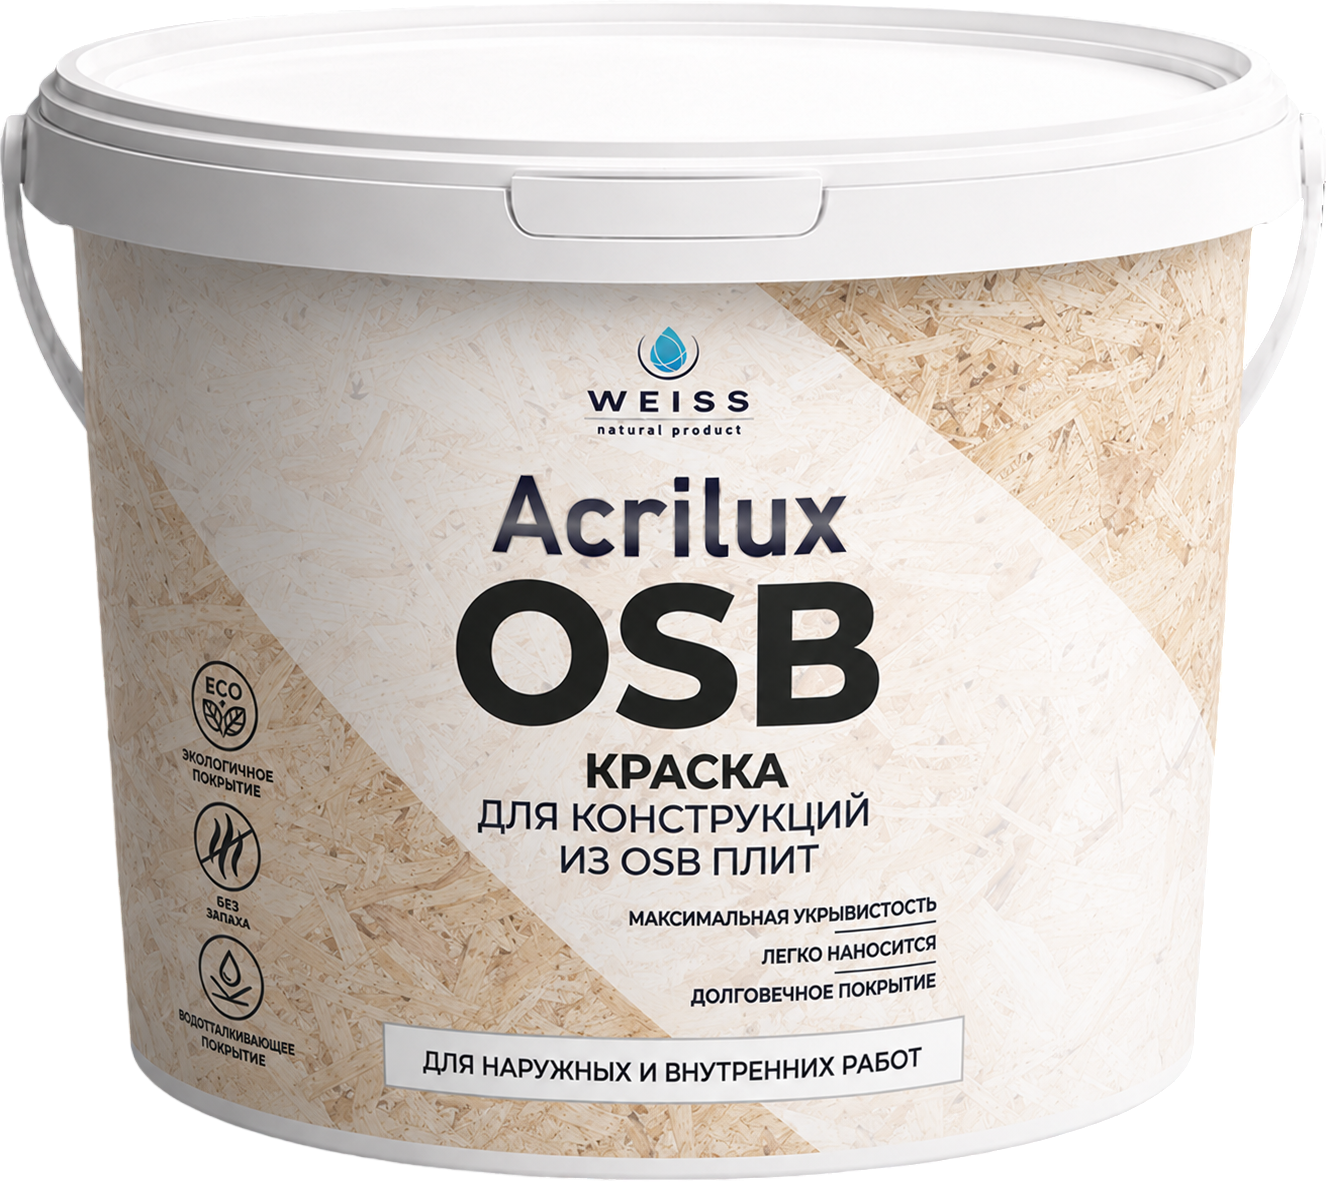 WEISS
natural product
Acrilux
OSB
КРАСКА
ДЛЯ КОНСТРУКЦИЙ
ИЗ OSB ПЛИТ
МАКСИМАЛЬНАЯ УКРЫВИСТОСТЬ
ЛЕГКО НАНОСИТСЯ
ДОЛГОВЕЧНОЕ ПОКРЫТИЕ
ECO
ЭКОЛОГИЧНОЕ
ПОКРЫТИЕ
БЕЗ
ЗАПАХА
ВОДООТТАЛКИВАЮЩЕЕ
ПОКРЫТИЕ
ДЛЯ НАРУЖНЫХ И ВНУТРЕННИХ РАБОТ